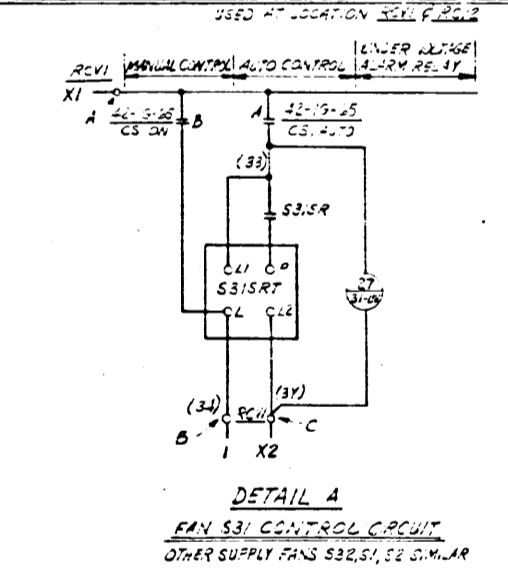 USED AT LOCATION RCV1 & RC112
MANUAL CONTROL AUTO CONTROL UNDER VOLTAGE
ALARM RELAY
RCV1
X1
A
CS ON
B
A
CS AUTO
(33)
S31SR
L1
S31SRT
L L2
27
(34)
(3Y)
B
C
1 X2
DETAIL A
FAN S31 CONTROL CIRCUIT
OTHER SUPPLY FANS S32, S1, S2 SIMILAR